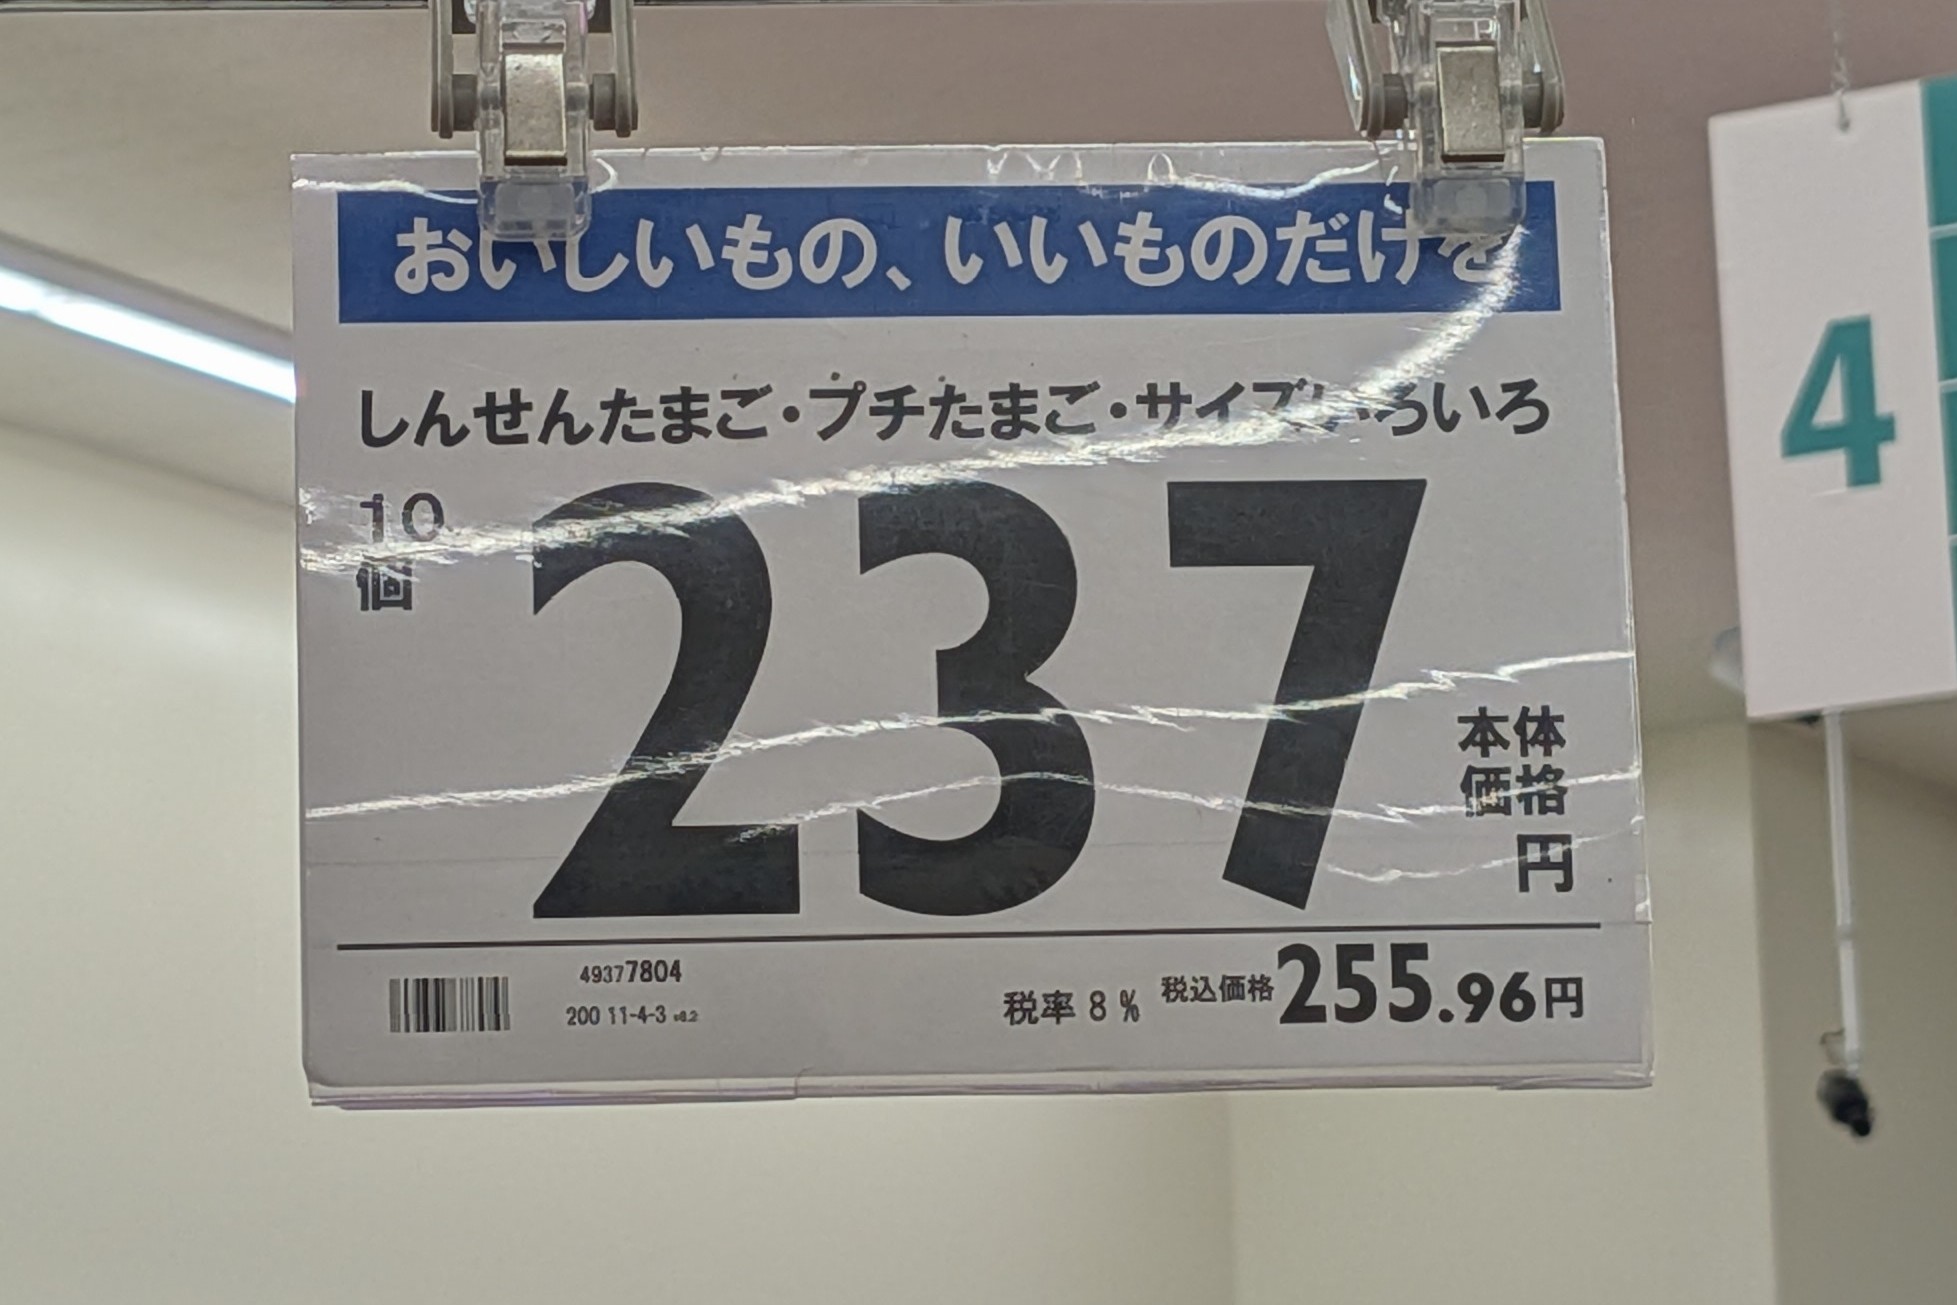 おいしいもの、いいものだけを
しんせんたまご・プチたまご・サイズいろいろ
10
個
237
本体
価格
円
49377804
200 11-4-3 v8.2
税率 8 %
税込価格 255.96円
4